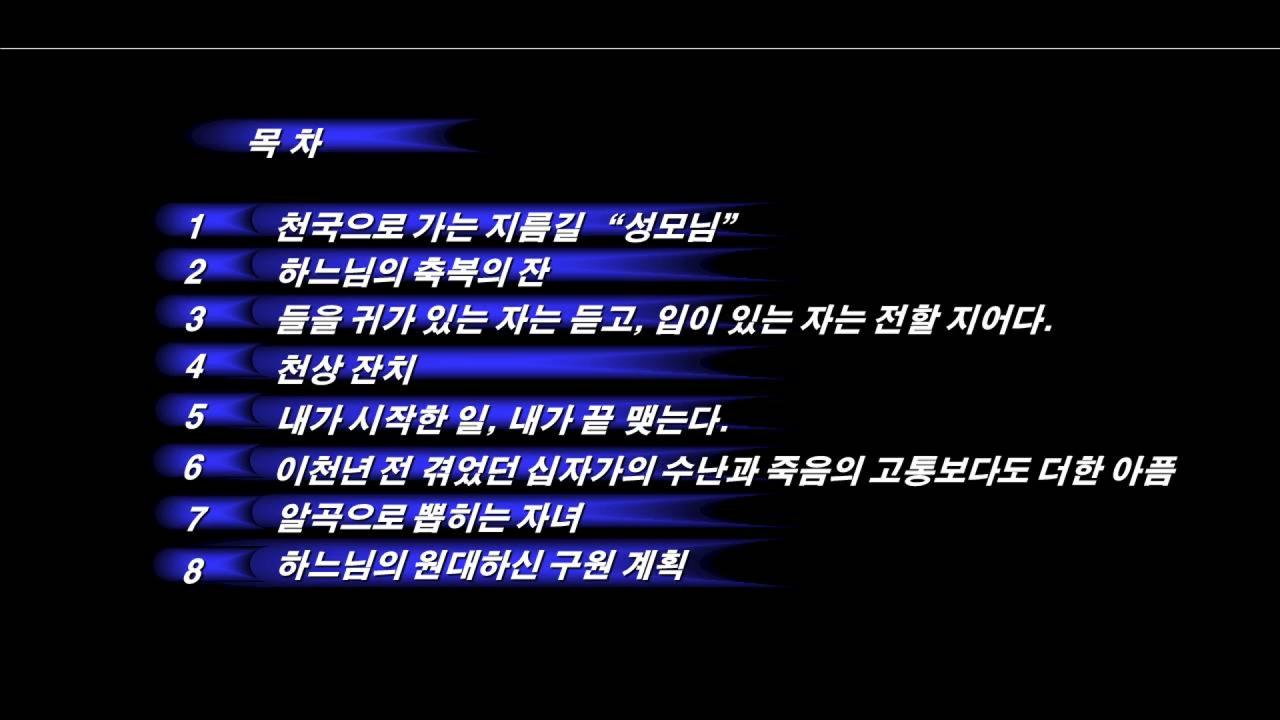 목 차
1 천국으로 가는 지름길 “성모님”
2 하느님의 축복의 잔
3 들을 귀가 있는 자는 듣고, 입이 있는 자는 전할 지어다.
4 천상 잔치
5 내가 시작한 일, 내가 끝 맺는다.
6 이천년 전 겪었던 십자가의 수난과 죽음의 고통보다도 더한 아픔
7 알곡으로 뽑히는 자녀
8 하느님의 원대하신 구원 계획